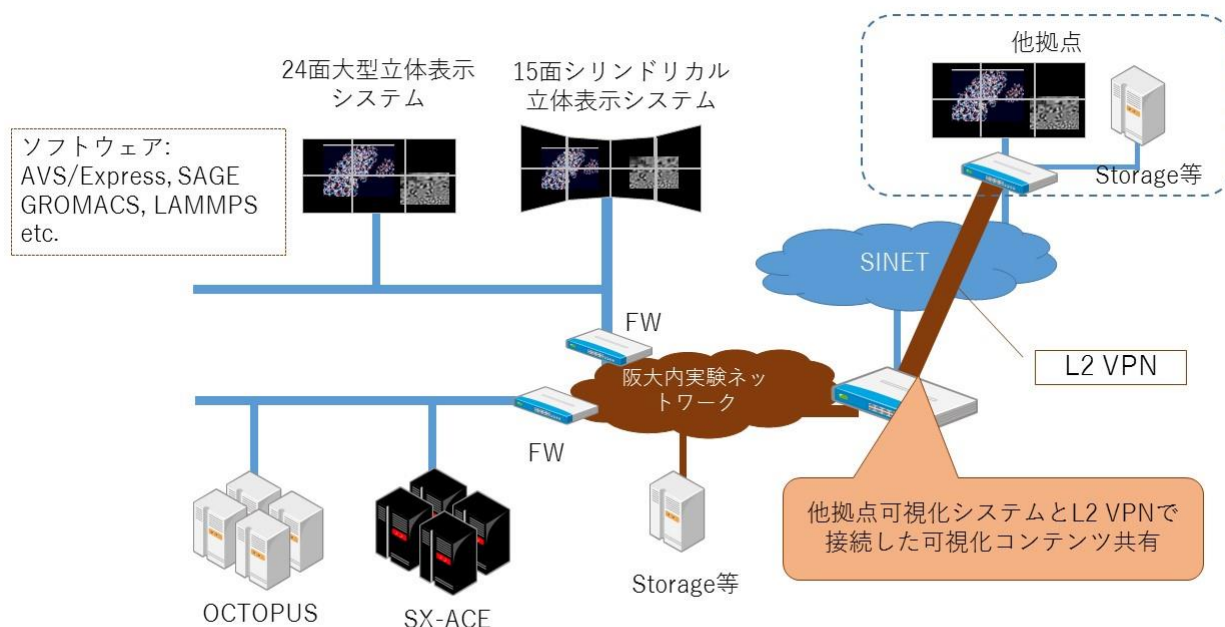 他拠点
24面大型立体表示
システム
15面シリンドリカル
立体表示システム
ソフトウェア:
AVS/Express, SAGE
GROMACS, LAMMPS
etc.
Storage等
SINET
FW
L2 VPN
阪大内実験ネッ
トワーク
FW
他拠点可視化システムとL2 VPNで
接続した可視化コンテンツ共有
Storage等
OCTOPUS
SX-ACE